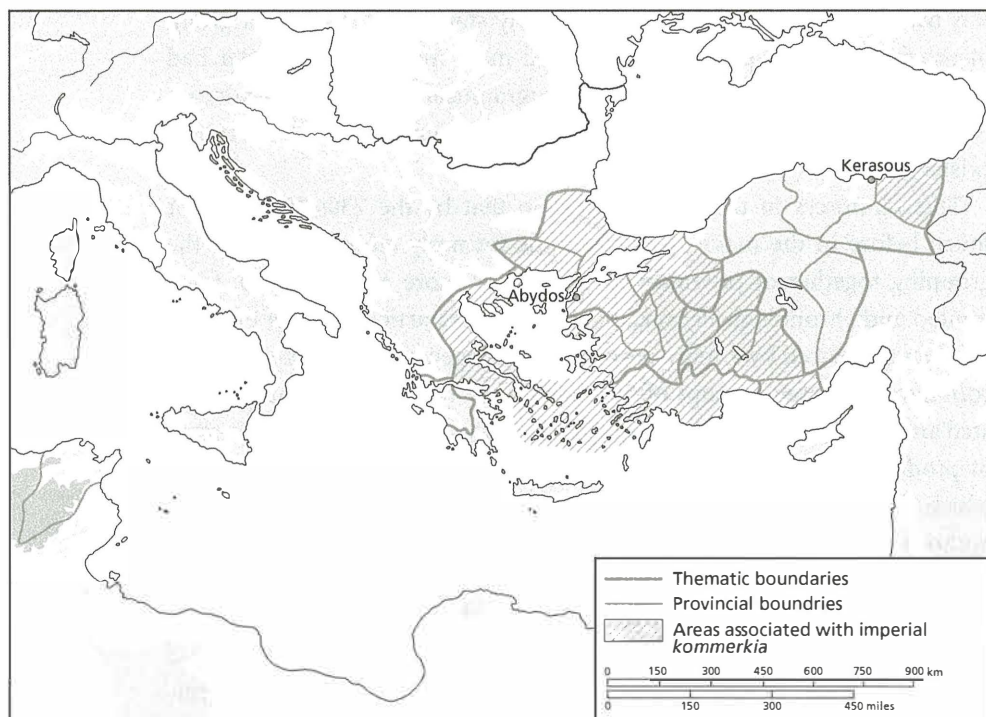 Kerasous
Abydos
Thematic boundaries
Provincial boundries
Areas associated with imperial
kommerkia
0 150 300 450 600 750 900 km
0 150 300 450 miles